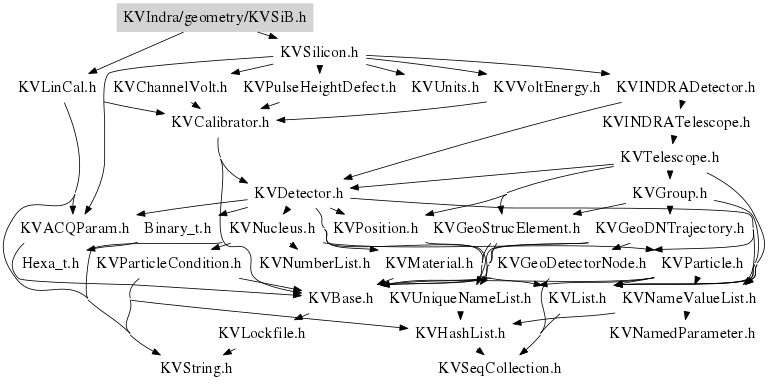 KVIndra/geometry/KVSiB.h
KVSilicon.h
KVLinCal.h KVChannelVolt.h KVPulseHeightDefect.h KVUnits.h KVVoltEnergy.h KVINDRADetector.h
KVCalibrator.h KVINDRATelescope.h
KVTelescope.h
KVDetector.h KVGroup.h
KVACQParam.h Binary_t.h KVNucleus.h KVPosition.h KVGeoStrucElement.h KVGeoDNTrajectory.h
Hexa_t.h KVParticleCondition.h KVNumberList.h KVMaterial.h KVGeoDetectorNode.h KVParticle.h
KVBase.h KVUniqueNameList.h KVList.h KVNameValueList.h
KVLockfile.h KVHashList.h KVNamedParameter.h
KVString.h KVSeqCollection.h